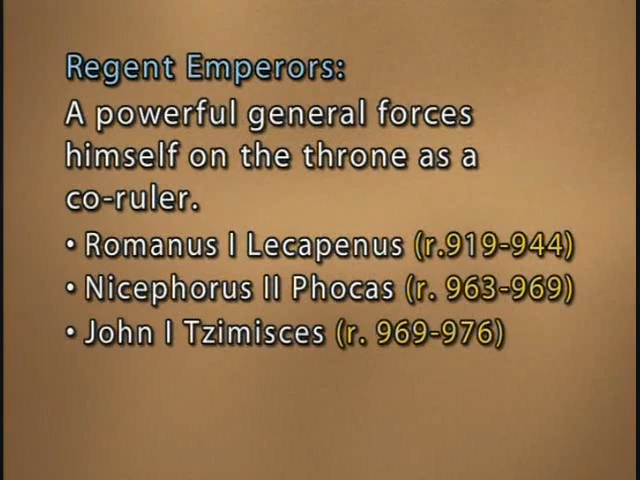 Regent Emperors:
A powerful general forces
himself on the throne as a
co-ruler.
• Romanus I Lecapenus (r.919-944)
• Nicephorus II Phocas (r. 963-969)
• John I Tzimisces (r. 969-976)